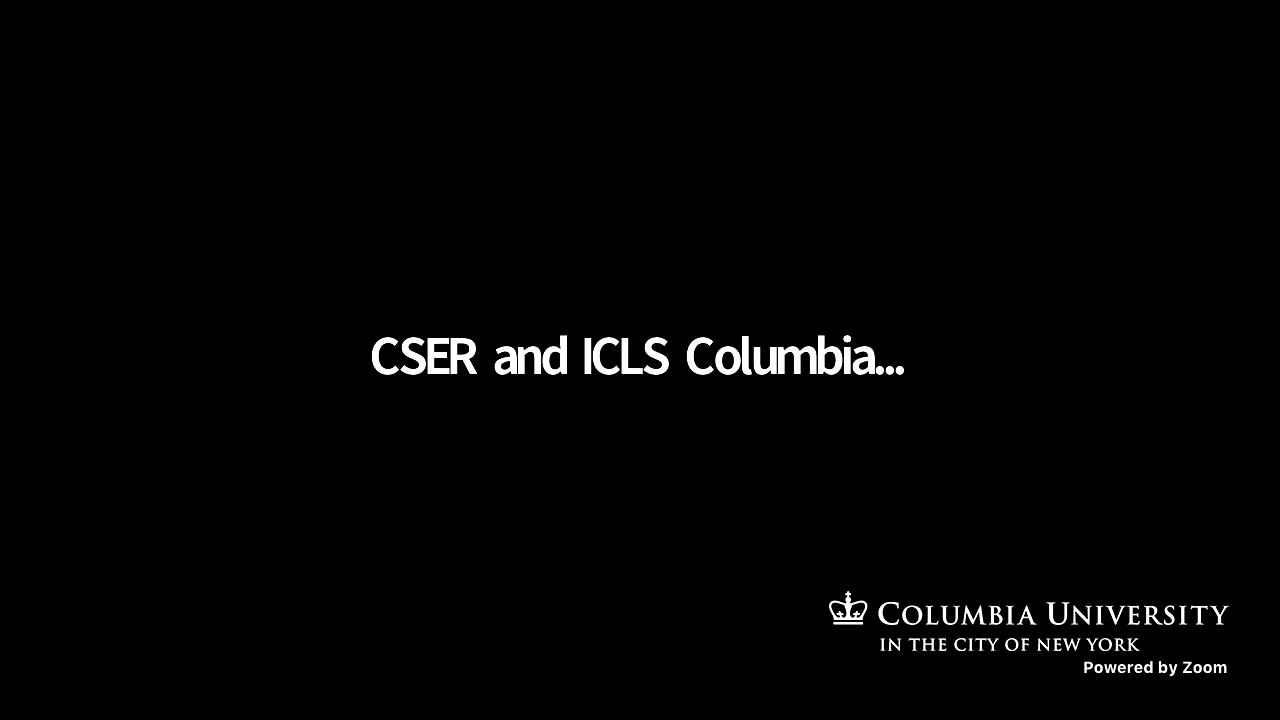 CSER and ICLS Columbia...
COLUMBIA UNIVERSITY
IN THE CITY OF NEW YORK
Powered by Zoom